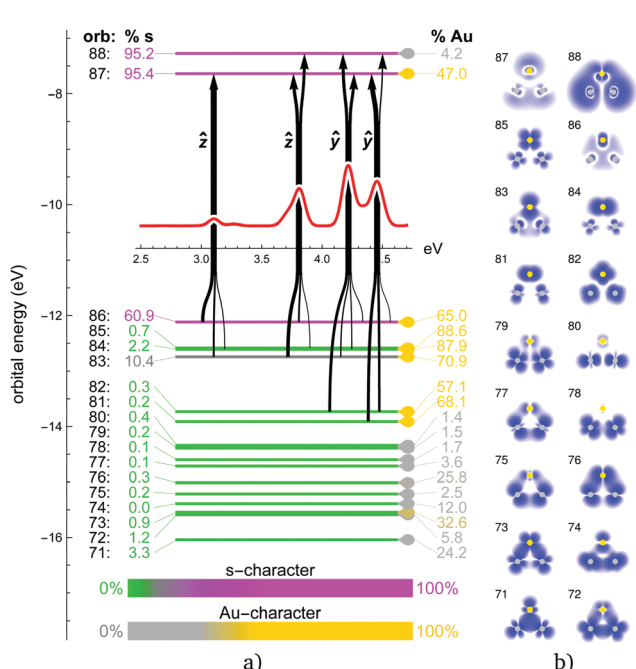 orb: % s % Au
88: 95.2 4.2
87: 95.4 47.0
orbital energy (eV)
−8
−10
−12
−14
−16
ẑ ẑ ŷ ŷ
eV
2.5 3.0 3.5 4.0 4.5
86: 60.9 65.0
85: 0.7 88.6
84: 2.2 87.9
83: 10.4 70.9
82: 0.3 57.1
81: 0.2 68.1
80: 0.4 1.4
79: 0.2 1.5
78: 0.1 1.7
77: 0.1 3.6
76: 0.3 25.8
75: 0.2 2.5
74: 0.0 12.0
73: 0.9 32.6
72: 1.2 5.8
71: 3.3 24.2
s−character
0% 100%
Au−character
0% 100%
a)
87 88
85 86
83 84
81 82
79 80
77 78
75 76
73 74
71 72
b)